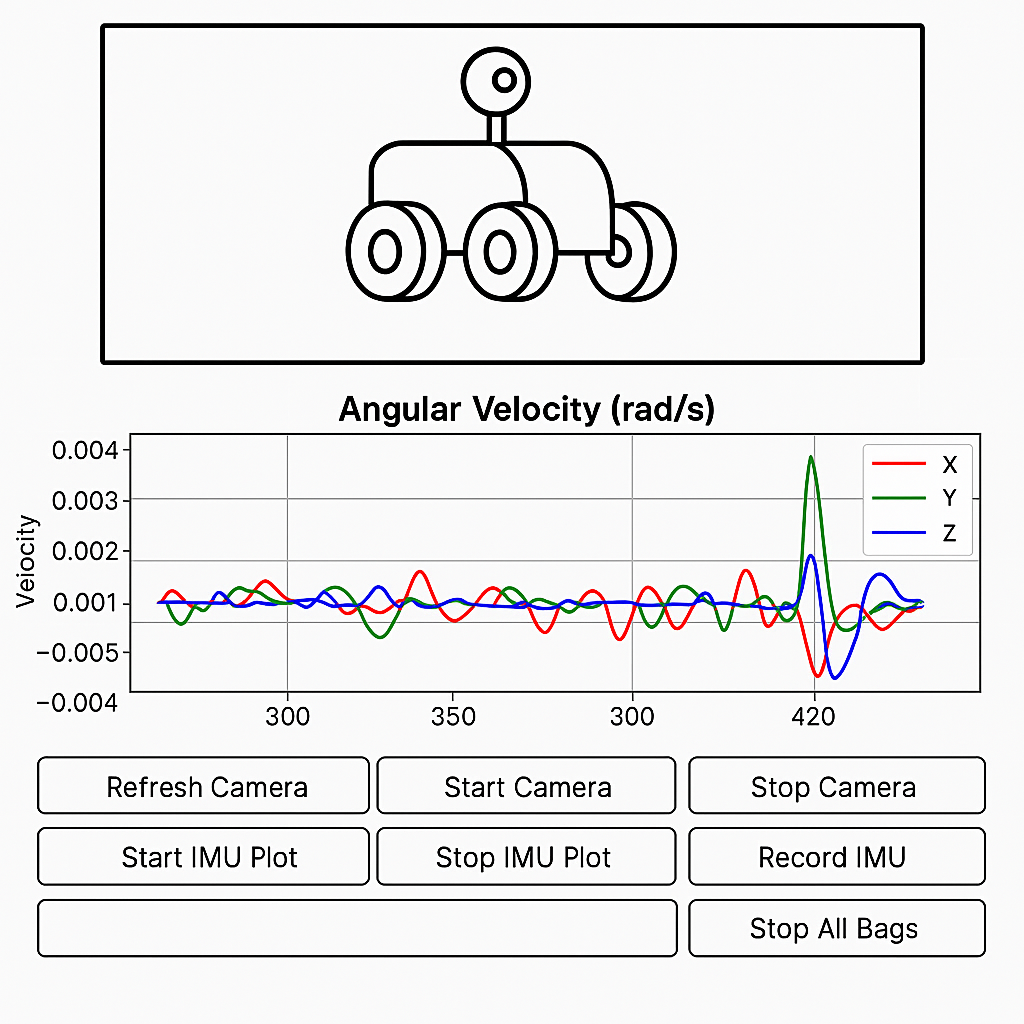 Angular Velocity (rad/s)
Veiocity
0.004
0.003
0.002
0.001
−0.005
−0.004
X
Y
Z
300 350 300 420
Refresh Camera Start Camera Stop Camera
Start IMU Plot Stop IMU Plot Record IMU
Stop All Bags